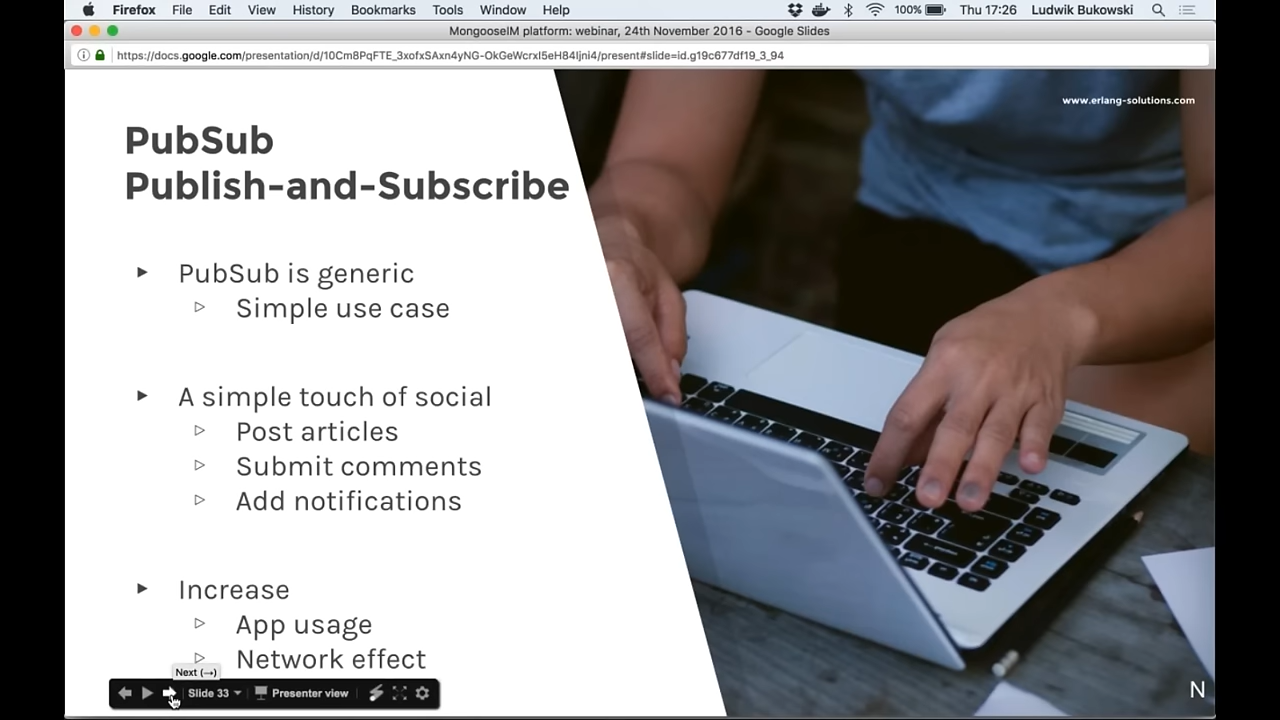 Firefox File Edit View History Bookmarks Tools Window Help 100% Thu 17:26 Ludwik Bukowski
MongooseIM platform: webinar, 24th November 2016 - Google Slides
https://docs.google.com/presentation/d/10Cm8PqFTE_3xofxSAxn4yNG-OkGeWcrxI5eH84ljni4/present#slide=id.g19c677df19_3_94
www.erlang-solutions.com
PubSub
Publish-and-Subscribe
PubSub is generic
Simple use case
A simple touch of social
Post articles
Submit comments
Add notifications
Increase
App usage
Network effect
Next (→)
Slide 33 Presenter view
N